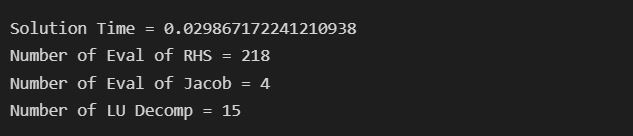 Solution Time = 0.029867172241210938
Number of Eval of RHS = 218
Number of Eval of Jacob = 4
Number of LU Decomp = 15